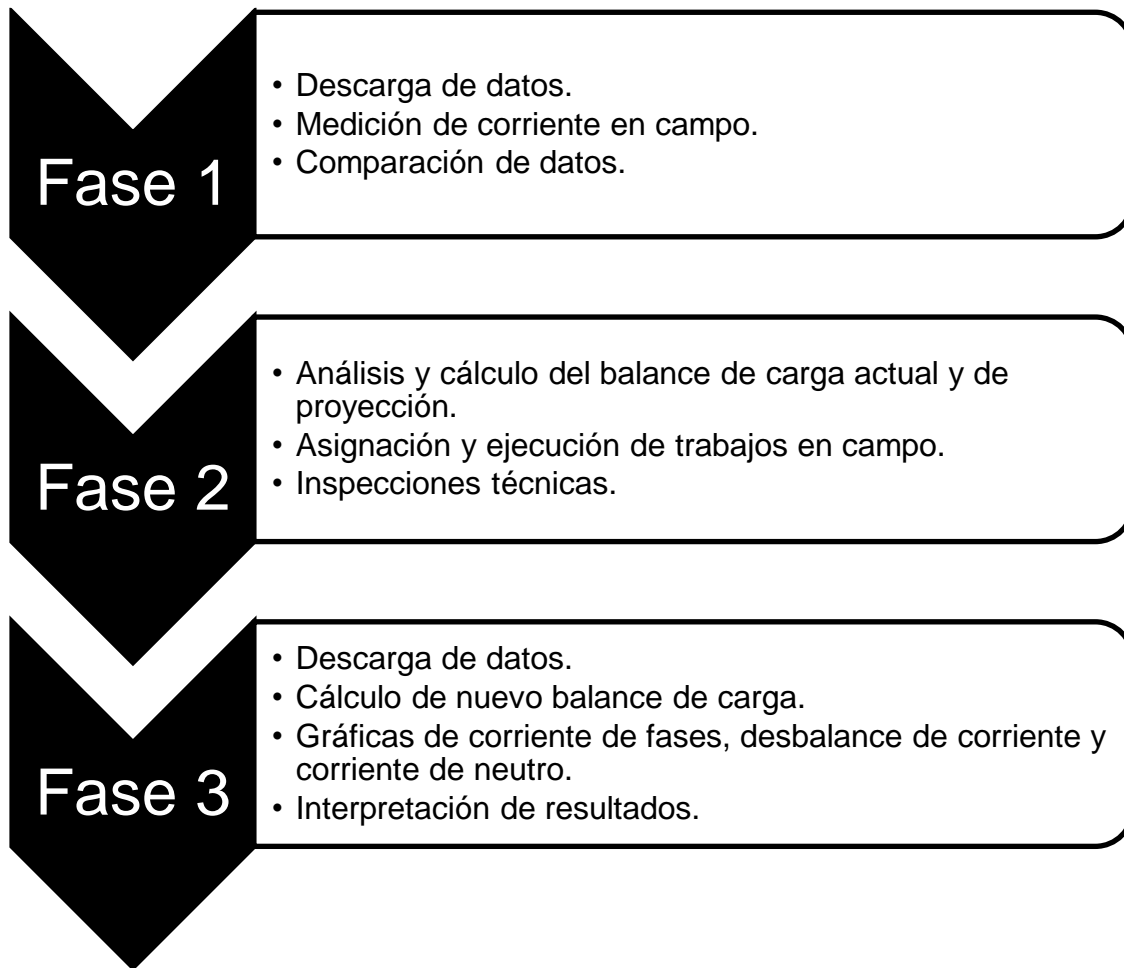 Fase 1
• Descarga de datos.
• Medición de corriente en campo.
• Comparación de datos.
Fase 2
• Análisis y cálculo del balance de carga actual y de
proyección.
• Asignación y ejecución de trabajos en campo.
• Inspecciones técnicas.
Fase 3
• Descarga de datos.
• Cálculo de nuevo balance de carga.
• Gráficas de corriente de fases, desbalance de corriente y
corriente de neutro.
• Interpretación de resultados.